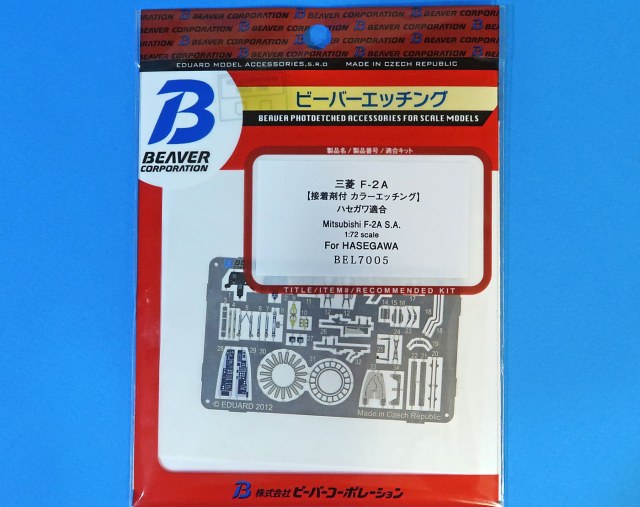 BEAVER CORPORATION
EDUARD MODEL ACCESSORIES,S.R.O MADE IN CZECH REPUBLIC
B
BEAVER
CORPORATION
ビーバーエッチング
BEAVER PHOTOETCHED ACCESSORIES FOR SCALE MODELS
製品名/製品番号/適合キット
三菱 F-2A
【接着剤付 カラーエッチング】
ハセガワ適合
Mitsubishi F-2A S.A.
1:72 scale
For HASEGAWA
BEL7005
TITLE/ITEM#/RECOMMENDED KIT
© EDUARD 2012
Made in Czech Republic
B 株式会社 ビーバーコーポレーション